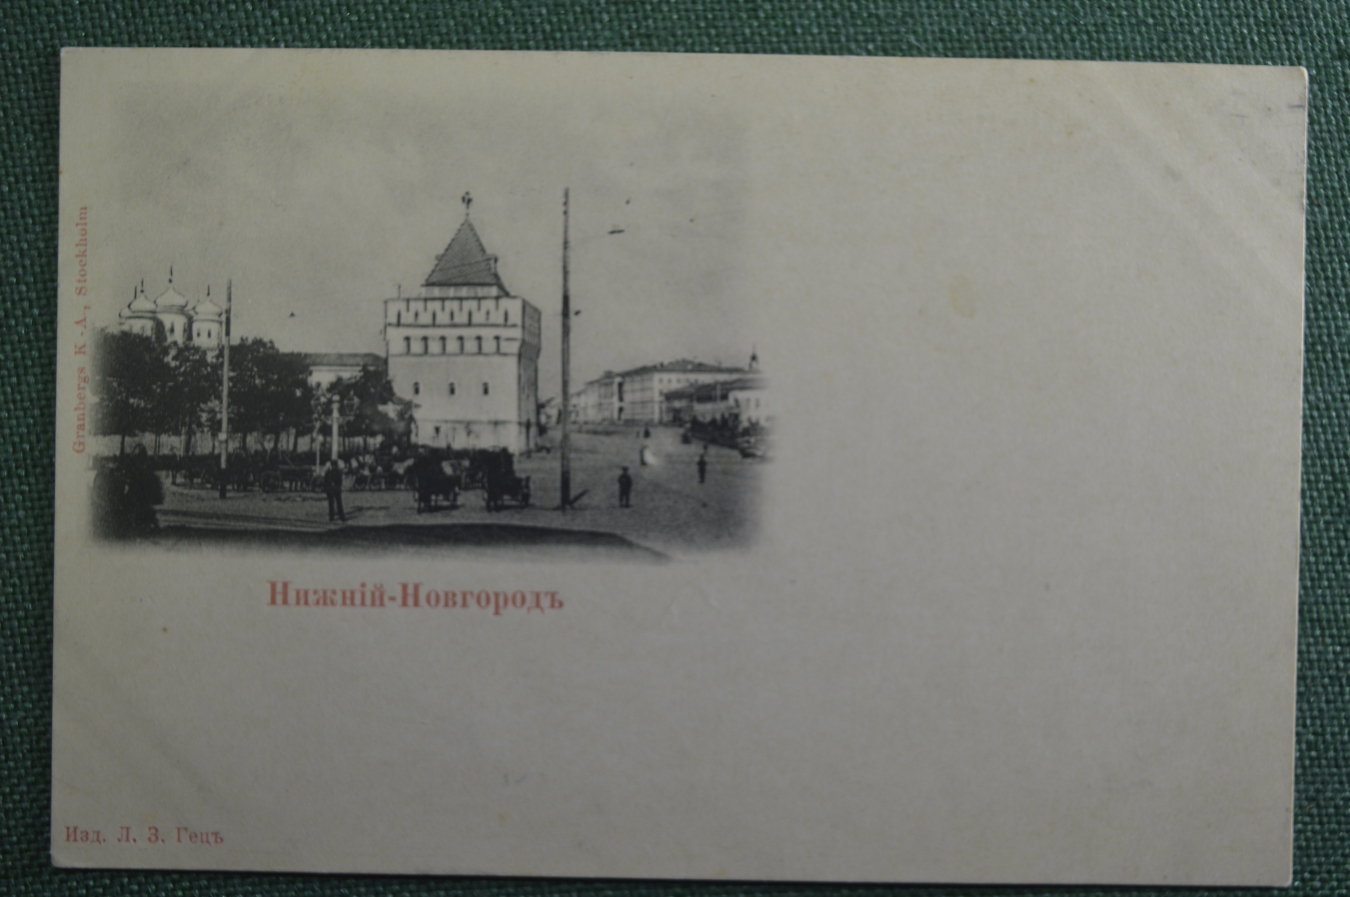 Granbergs K.-A., Stockholm
Нижній-Новгородъ
Изд. Л. З. Гецъ